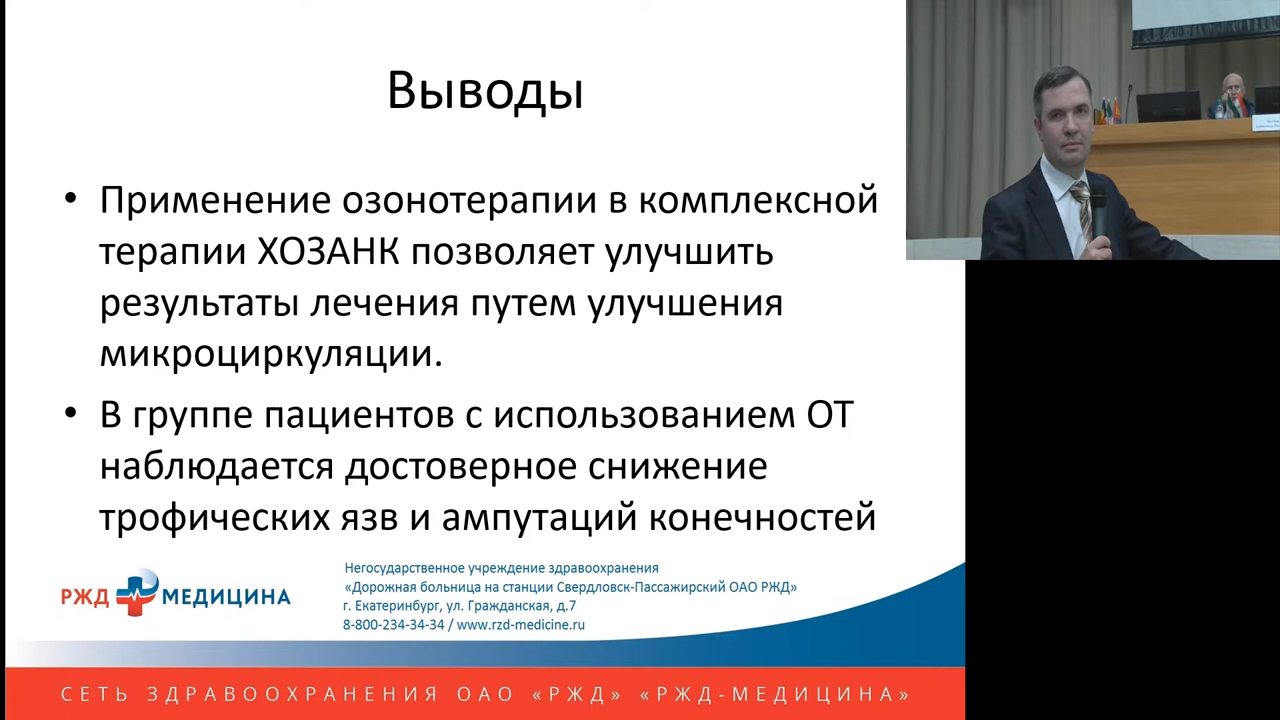 Выводы
• Применение озонотерапии в комплексной
терапии ХОЗАНК позволяет улучшить
результаты лечения путем улучшения
микроциркуляции.
• В группе пациентов с использованием ОТ
наблюдается достоверное снижение
трофических язв и ампутаций конечностей
РЖД МЕДИЦИНА
Негосударственное учреждение здравоохранения
«Дорожная больница на станции Свердловск-Пассажирский ОАО РЖД»
г. Екатеринбург, ул. Гражданская, д.7
8-800-234-34-34 / www.rzd-medicine.ru
СЕТЬ ЗДРАВООХРАНЕНИЯ ОАО «РЖД» «РЖД-МЕДИЦИНА»